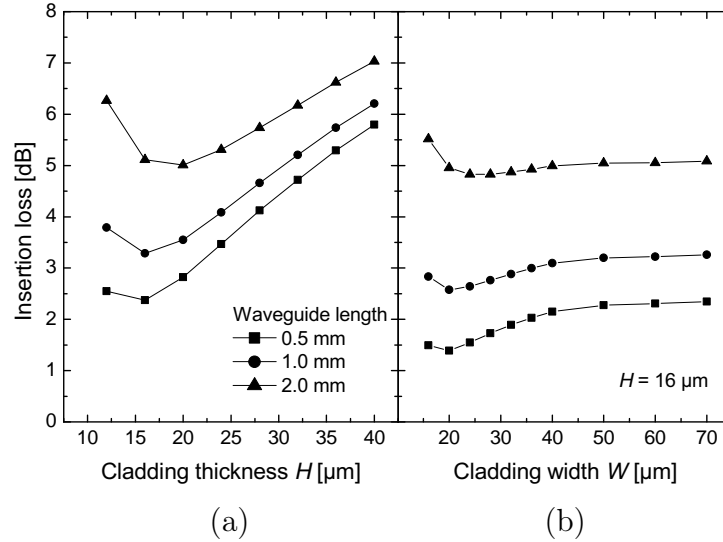 8
7
6
5
4
3
2
1
0
Insertion loss [dB]
Waveguide length
0.5 mm
1.0 mm
2.0 mm
H = 16 μm
10 15 20 25 30 35 40
20 30 40 50 60 70
Cladding thickness H [μm]
Cladding width W [μm]
(a)
(b)